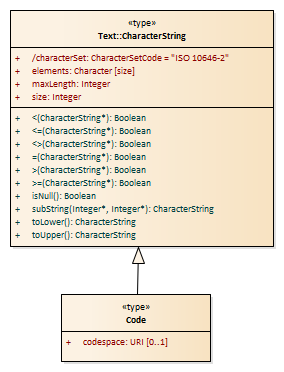 «type»
Text::CharacterString
+ /characterSet: CharacterSetCode = "ISO 10646-2"
+ elements: Character [size]
+ maxLength: Integer
+ size: Integer
+ <(CharacterString*): Boolean
+ <=(CharacterString*): Boolean
+ <>(CharacterString*): Boolean
+ =(CharacterString*): Boolean
+ >(CharacterString*): Boolean
+ >=(CharacterString*): Boolean
+ isNull(): Boolean
+ subString(Integer*, Integer*): CharacterString
+ toLower(): CharacterString
+ toUpper(): CharacterString
«type»
Code
+ codespace: URI [0..1]